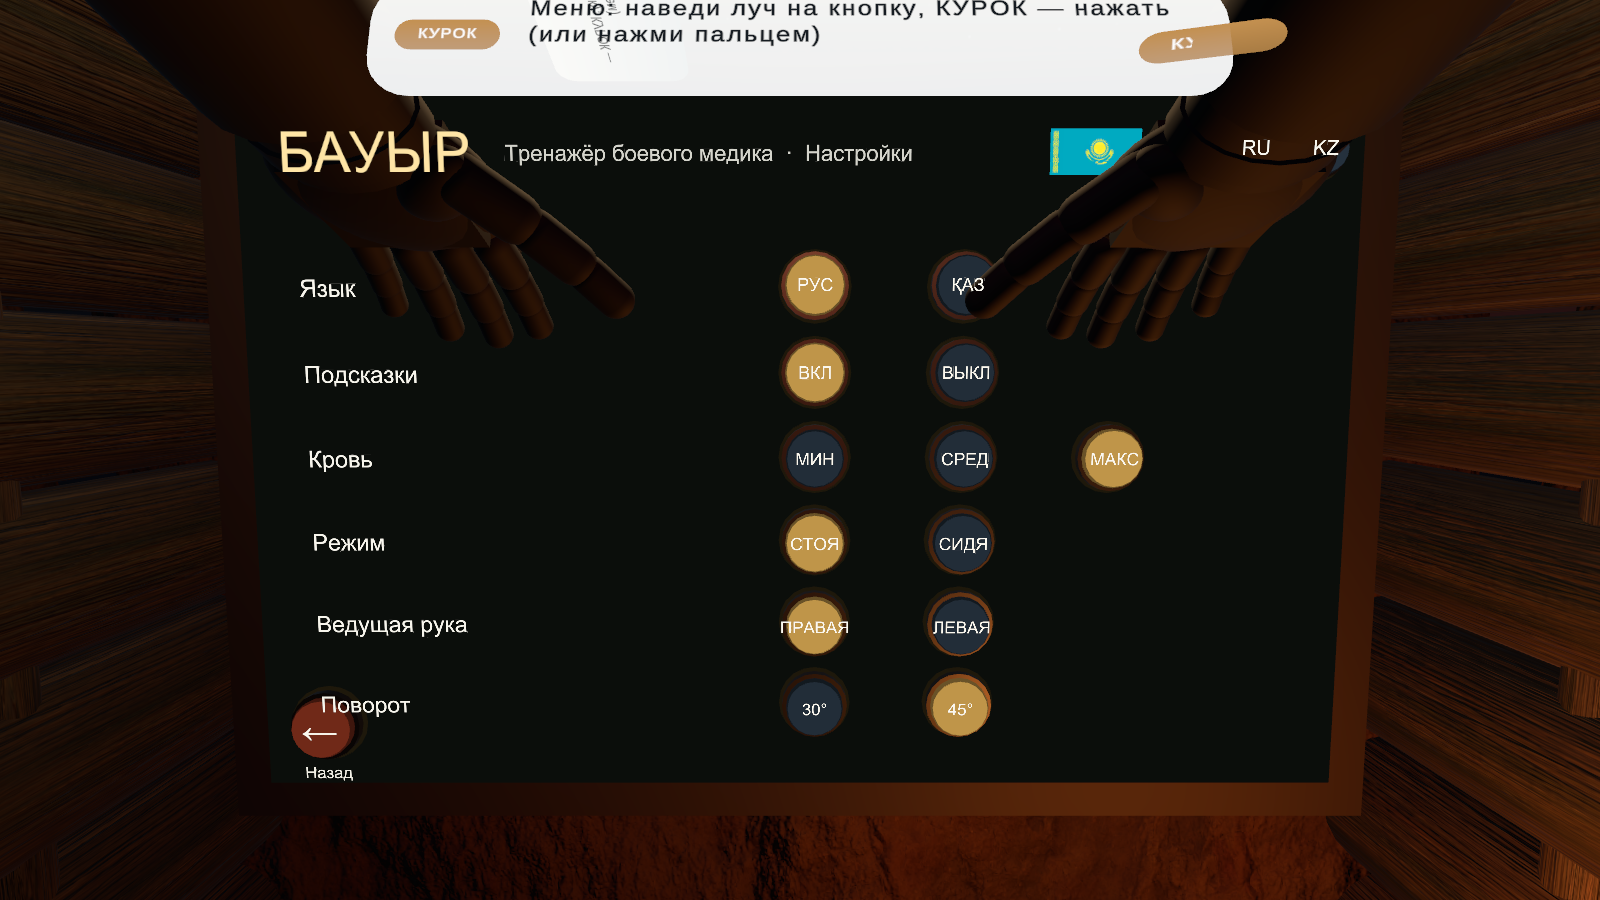 Меню: наведи луч на кнопку, КУРОК — нажать
(или нажми пальцем)
КУРОК
БАУЫР
Тренажёр боевого медика · Настройки
RU KZ
Язык РУС ҚАЗ
Подсказки ВКЛ ВЫКЛ
Кровь МИН СРЕД МАКС
Режим СТОЯ СИДЯ
Ведущая рука ПРАВАЯ ЛЕВАЯ
Поворот 30° 45°
←
Назад